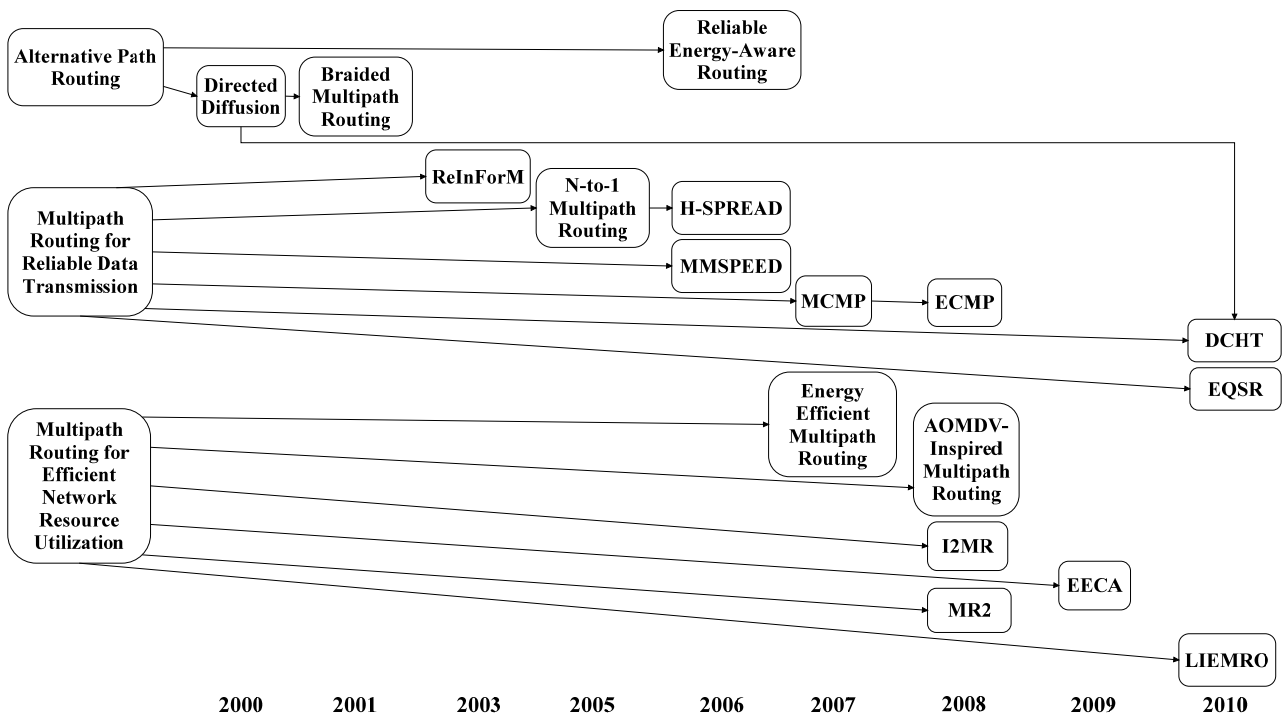 Alternative Path
Routing
Reliable
Energy-Aware
Routing
Directed
Diffusion
Braided
Multipath
Routing
Multipath
Routing for
Reliable Data
Transmission
ReInForM
N-to-1
Multipath
Routing
H-SPREAD
MMSPEED
MCMP
ECMP
DCHT
EQSR
Multipath
Routing for
Efficient
Network
Resource
Utilization
Energy
Efficient
Multipath
Routing
AOMDV-
Inspired
Multipath
Routing
I2MR
EECA
MR2
LIEMRO
2000 2001 2003 2005 2006 2007 2008 2009 2010